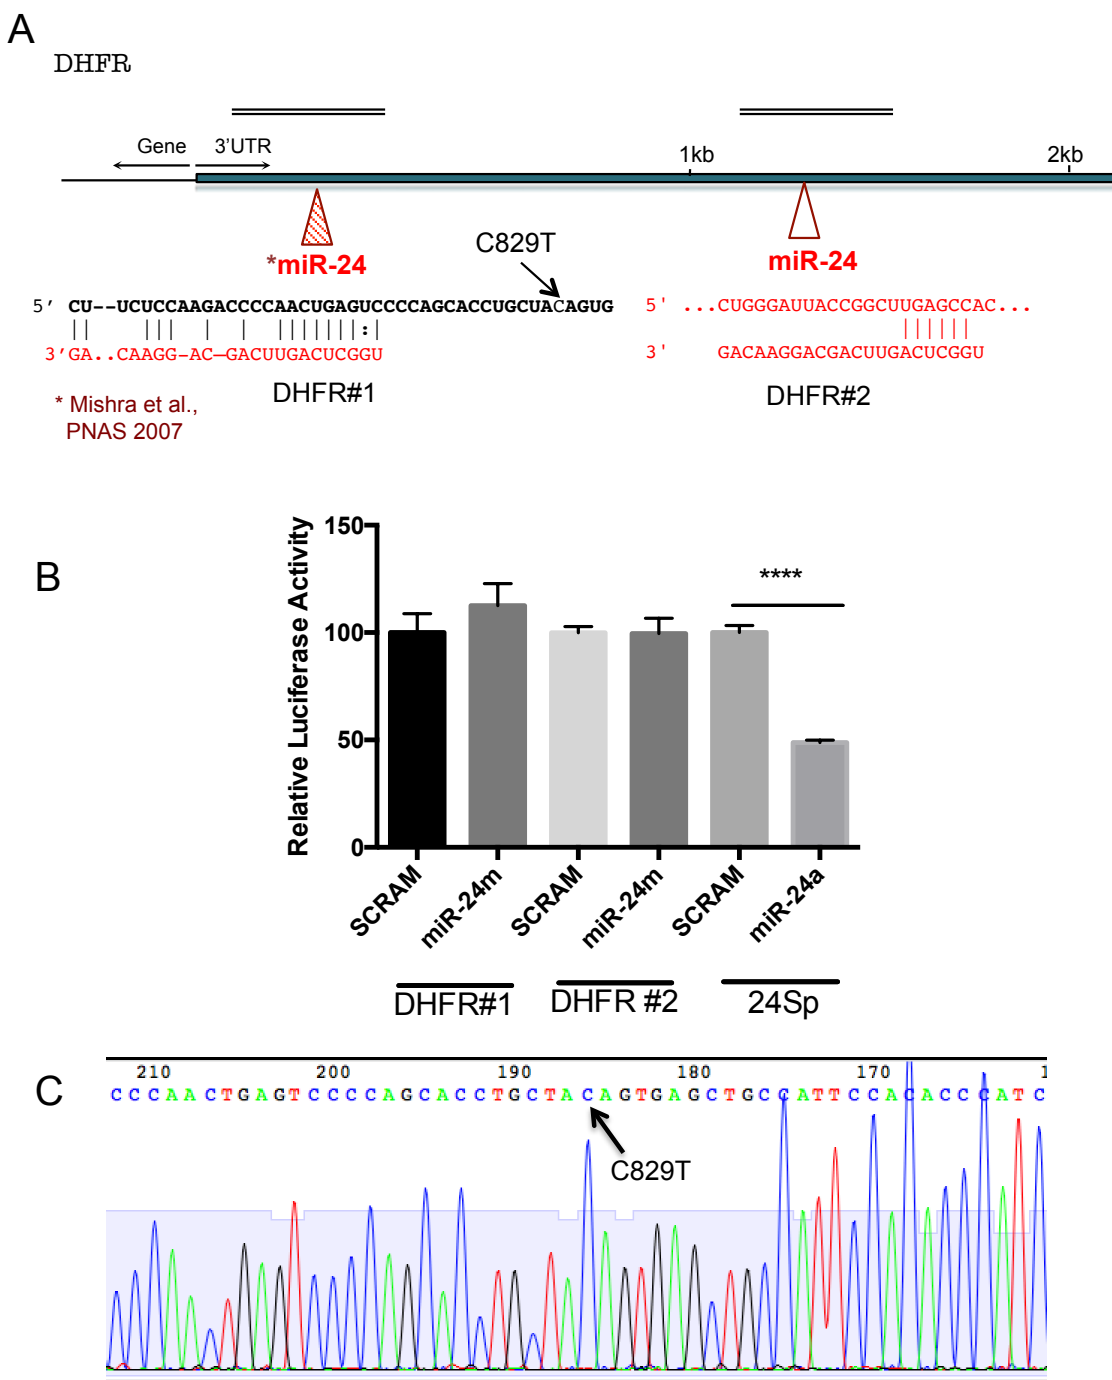 A
DHFR
Gene 3'UTR 1kb 2kb
C829T
*miR-24 miR-24
5' CU--UCUCCAAGACCCCAACUGAGUCCCCAGCACCUGCUACAGUG
3'GA..CAAGG-AC-GACUUGACUCGGU
DHFR#1
5' ...CUGGGAUUACCGGCUUGAGCCAC...
3' GACAAGGACGACUUGACUCGGU
DHFR#2
* Mishra et al.,
PNAS 2007
B
Relative Luciferase Activity
150
100
50
0
****
SCRAM miR-24m SCRAM miR-24m SCRAM miR-24a
DHFR#1 DHFR #2 24Sp
C
210 200 190 180 170 1
CCCAACTGAGTCCCCAGCACCTGCTACAGTGAGCTGCCATTCCACACCCATC
C829T